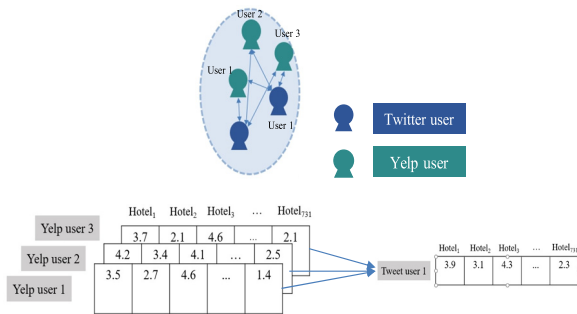 User 2
User 3
User 1
User 1
Twitter user
Yelp user
Hotel₁ Hotel₂ Hotel₃ … Hotel₇₃₁
Yelp user 3
3.7 2.1 4.6 ... 2.1
Yelp user 2
4.2 3.4 4.1 … 2.5
Yelp user 1
3.5 2.7 4.6 ... 1.4
Hotel₁ Hotel₂ Hotel₃ … Hotel₇₃₁
Tweet user 1
3.9 3.1 4.3 ... 2.3